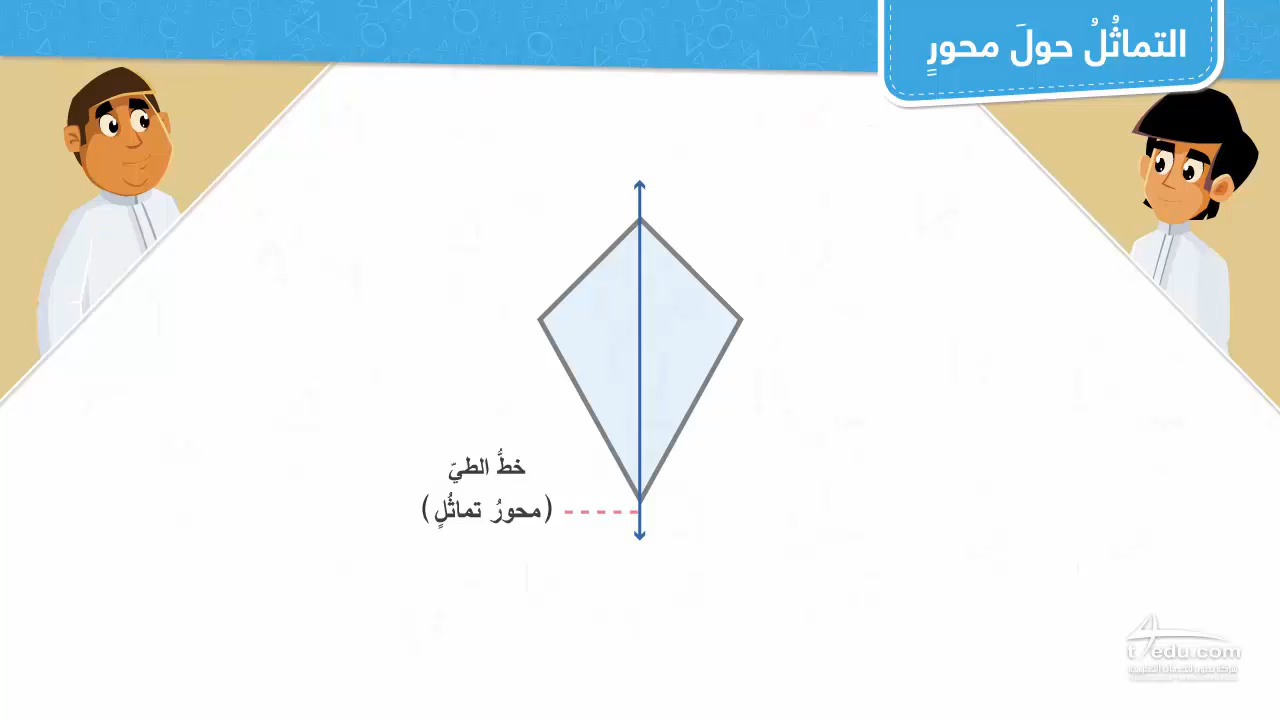 التماثُلُ حولَ محورٍ
خطُّ الطيّ
(محورُ تماثُلٍ)
t4edu.com